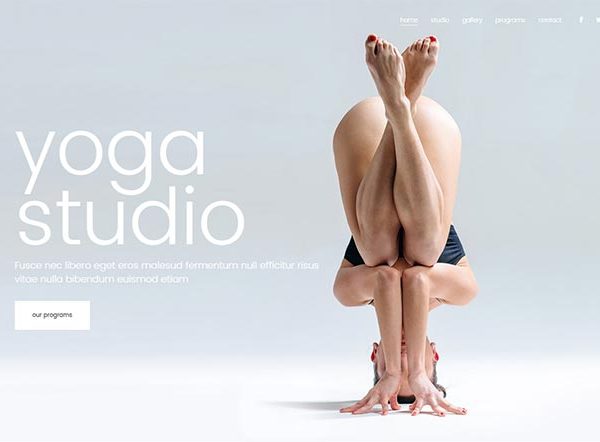 home studio gallery programs contact
yoga
studio
Fusce nec libero eget eros malesud fermentum null efficitur risus
vitae nulla bibendum euismod etiam
our programs